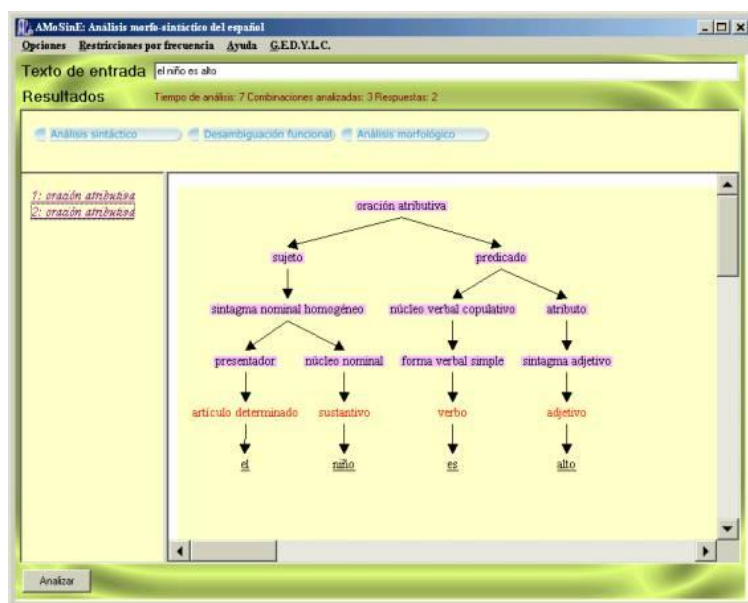 AMoSinE: Análisis morfo-sintáctico del español
Opciones Restricciones por frecuencia Ayuda G.E.D.Y.L.C.
Texto de entrada el niño es alto
Resultados Tiempo de análisis: 7 Combinaciones analizadas: 3 Respuestas: 2
Análisis sintáctico Desambiguación funcional Análisis morfológico
1: oración atributiva
2: oración atributiva
oración atributiva
sujeto predicado
sintagma nominal homogéneo núcleo verbal copulativo atributo
presentador núcleo nominal forma verbal simple sintagma adjetivo
artículo determinado sustantivo verbo adjetivo
el niño es alto
Analizar